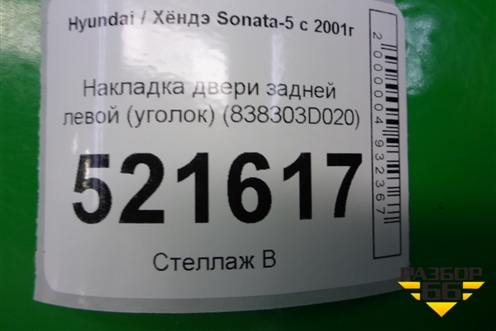 Hyundai / Хёндэ Sonata-5 с 2001г
Накладка двери задней
левой (уголок) (838303D020)
521617
Стеллаж В
2000004932367
РАЗБОР
66